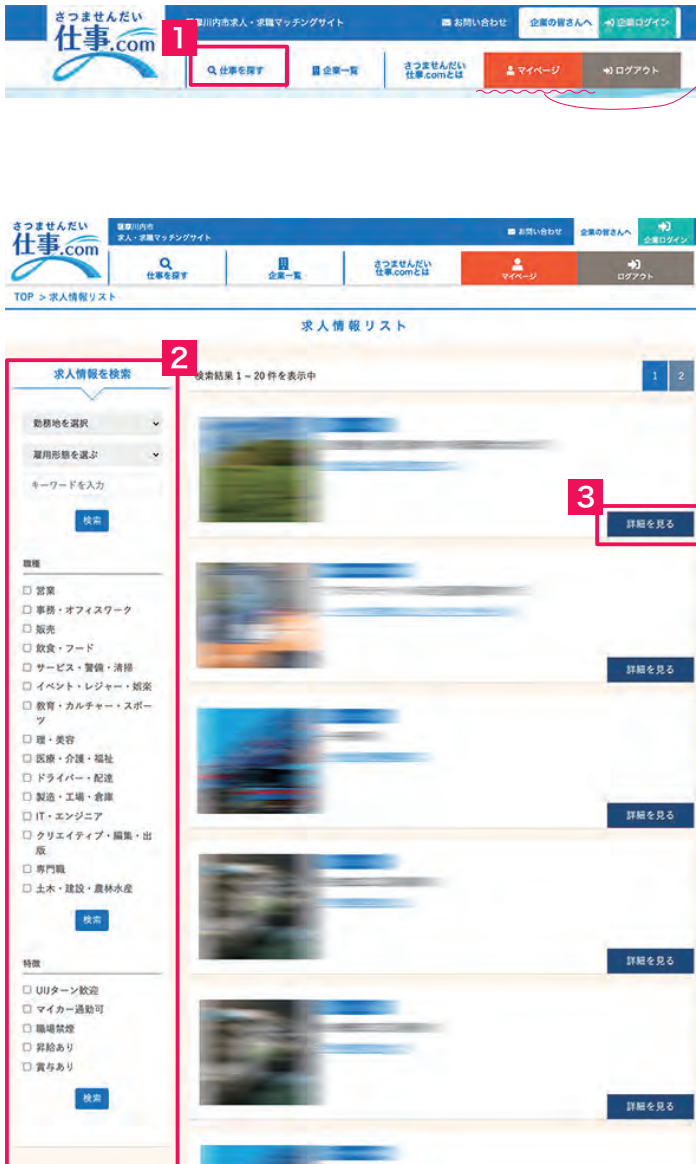 さつませんだい
仕事.com
薩摩川内市求人・求職マッチングサイト
お問い合わせ
企業の皆さんへ
企業ログイン
1
仕事を探す
企業一覧
さつませんだい
仕事.comとは
マイページ
ログアウト
さつませんだい
仕事.com
薩摩川内市
求人・求職マッチングサイト
お問い合わせ
企業の皆さんへ
企業ログイン
仕事を探す
企業一覧
さつませんだい
仕事.comとは
マイページ
ログアウト
TOP > 求人情報リスト
求人情報リスト
2
求人情報を検索
検索結果 1 ~ 20 件を表示中
1 2
勤務地を選択
雇用形態を選ぶ
キーワードを入力
検索
3
詳細を見る
職種
営業
事務・オフィスワーク
販売
飲食・フード
サービス・警備・清掃
イベント・レジャー・娯楽
教育・カルチャー・スポー
ツ
理・美容
医療・介護・福祉
ドライバー・配達
製造・工場・倉庫
IT・エンジニア
クリエイティブ・編集・出
版
専門職
土木・建設・農林水産
検索
詳細を見る
詳細を見る
詳細を見る
特徴
UIJターン歓迎
マイカー通勤可
職場禁煙
昇給あり
賞与あり
検索
詳細を見る